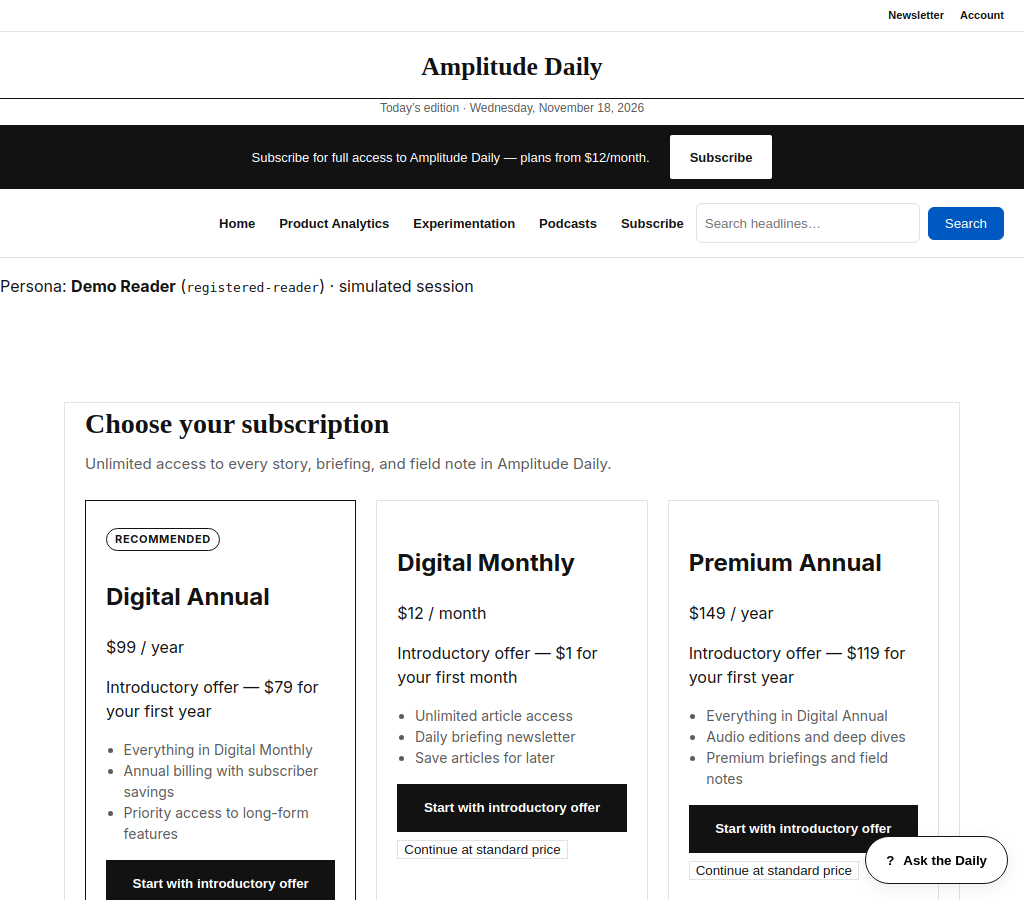 Newsletter Account
Amplitude Daily
Today's edition · Wednesday, November 18, 2026
Subscribe for full access to Amplitude Daily — plans from $12/month. Subscribe
Home Product Analytics Experimentation Podcasts Subscribe Search headlines… Search
Persona: Demo Reader (registered-reader) · simulated session
Choose your subscription
Unlimited access to every story, briefing, and field note in Amplitude Daily.
RECOMMENDED
Digital Annual
$99 / year
Introductory offer — $79 for
your first year
Everything in Digital Monthly
Annual billing with subscriber
savings
Priority access to long-form
features
Start with introductory offer
Digital Monthly
$12 / month
Introductory offer — $1 for
your first month
Unlimited article access
Daily briefing newsletter
Save articles for later
Start with introductory offer
Continue at standard price
Premium Annual
$149 / year
Introductory offer — $119 for
your first year
Everything in Digital Annual
Audio editions and deep dives
Premium briefings and field
notes
Start with introductory offer
Continue at standard price
? Ask the Daily